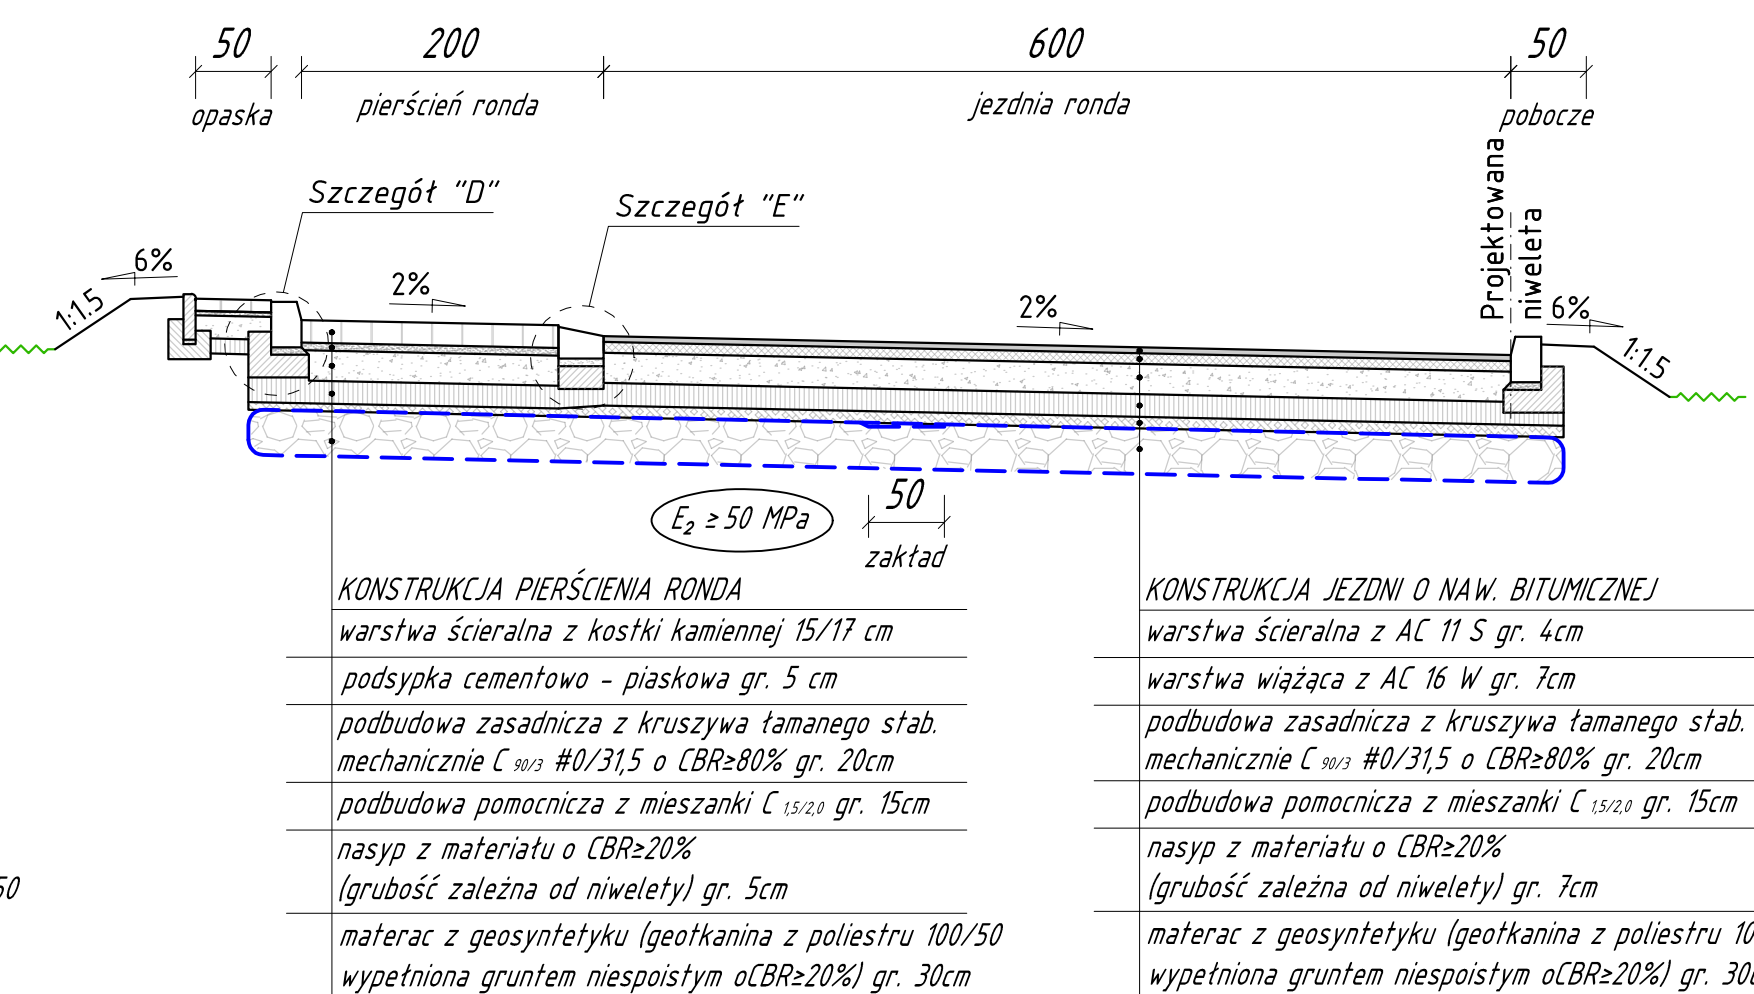 50 200 600 50
opaska pierścień ronda jezdnia ronda pobocze
Projektowana
niweleta
Szczegół "D"
Szczegół "E"
6% 2% 2% 6%
1:1.5 1:1.5
50
E2 ≥ 50 MPa
zakład
KONSTRUKCJA PIERŚCIENIA RONDA
warstwa ścieralna z kostki kamiennej 15/17 cm
podsypka cementowo - piaskowa gr. 5 cm
podbudowa zasadnicza z kruszywa łamanego stab.
mechanicznie C 90/3 #0/31,5 o CBR≥80% gr. 20cm
podbudowa pomocnicza z mieszanki C 1,5/2,0 gr. 15cm
nasyp z materiału o CBR≥20%
(grubość zależna od niwelety) gr. 5cm
materac z geosyntetyku (geotkanina z poliestru 100/50
wypełniona gruntem niespoistym oCBR≥20%) gr. 30cm
KONSTRUKCJA JEZDNI O NAW. BITUMICZNEJ
warstwa ścieralna z AC 11 S gr. 4cm
warstwa wiążąca z AC 16 W gr. 7cm
podbudowa zasadnicza z kruszywa łamanego stab.
mechanicznie C 90/3 #0/31,5 o CBR≥80% gr. 20cm
podbudowa pomocnicza z mieszanki C 1,5/2,0 gr. 15cm
nasyp z materiału o CBR≥20%
(grubość zależna od niwelety) gr. 7cm
materac z geosyntetyku (geotkanina z poliestru 10
wypełniona gruntem niespoistym oCBR≥20%) gr. 30
50